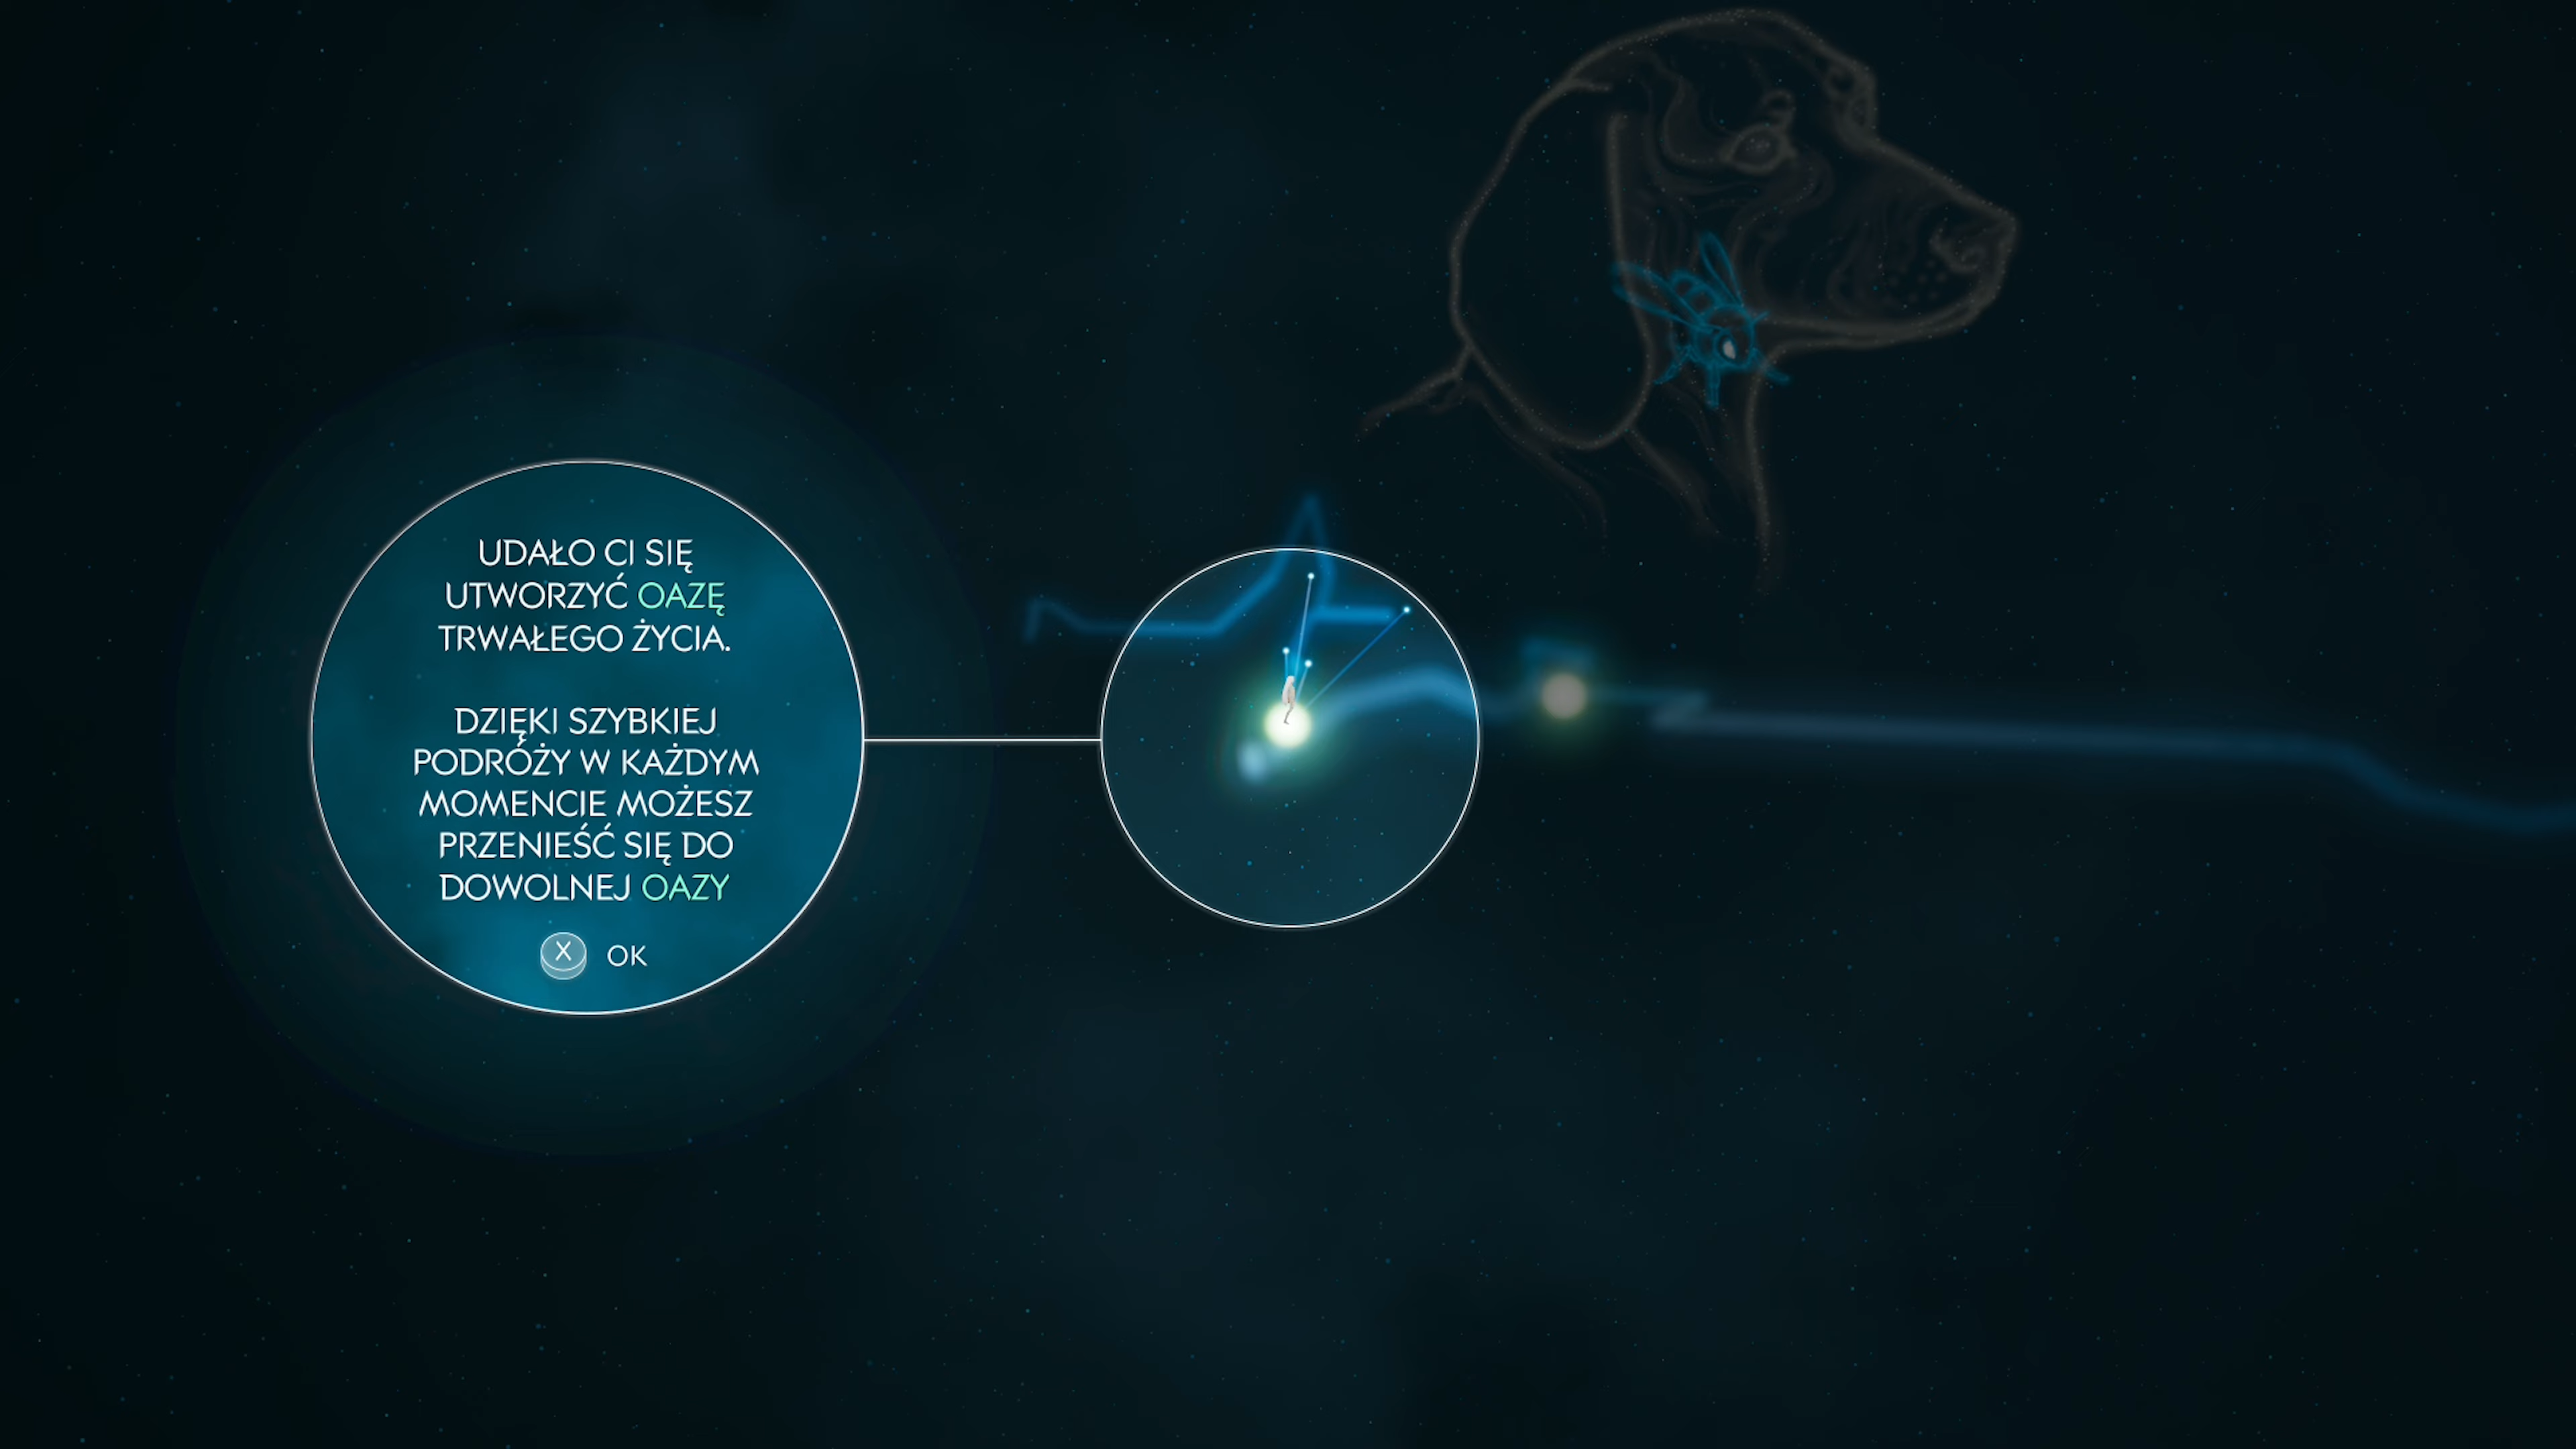 UDAŁO CI SIĘ
UTWORZYĆ OAZĘ
TRWAŁEGO ŻYCIA.
DZIĘKI SZYBKIEJ
PODRÓŻY W KAŻDYM
MOMENCIE MOŻESZ
PRZENIEŚĆ SIĘ DO
DOWOLNEJ OAZY
X OK